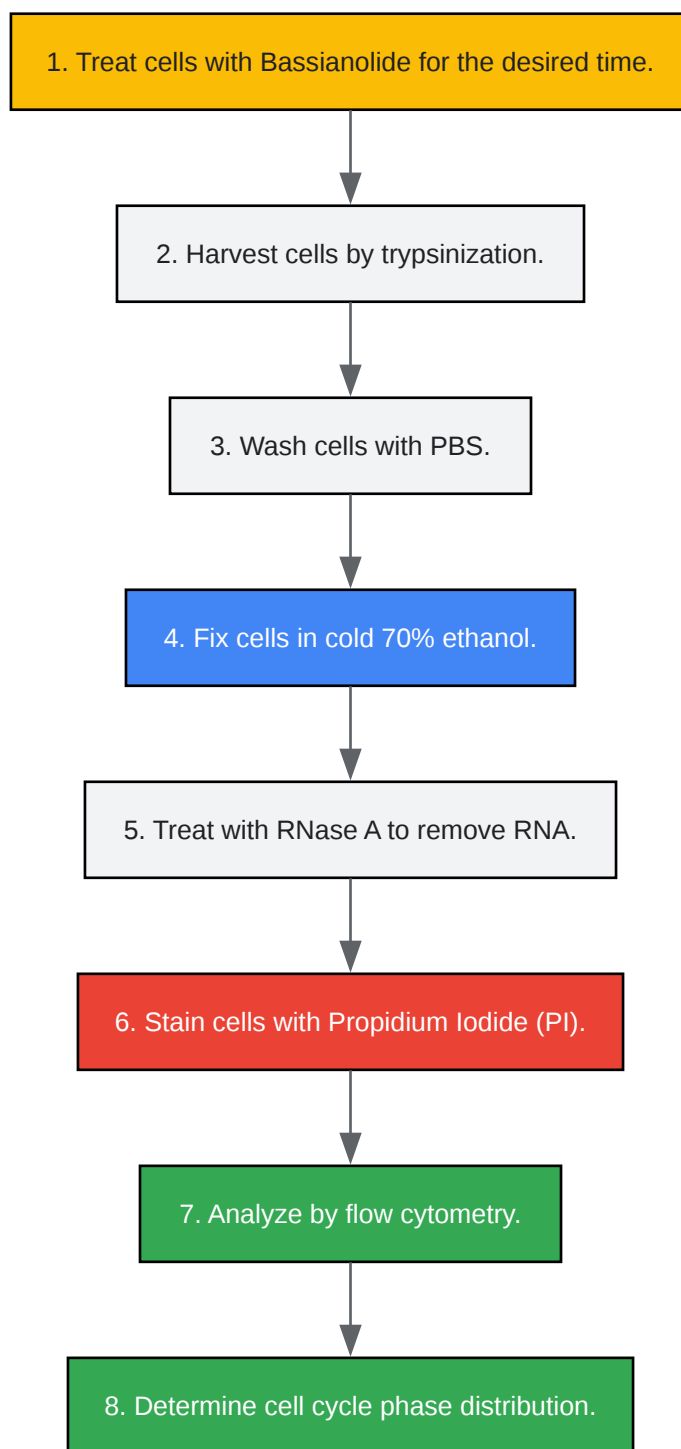 1. Treat cells with Bassianolide for the desired time.
2. Harvest cells by trypsinization.
3. Wash cells with PBS.
4. Fix cells in cold 70% ethanol.
5. Treat with RNase A to remove RNA.
6. Stain cells with Propidium Iodide (PI).
7. Analyze by flow cytometry.
8. Determine cell cycle phase distribution.